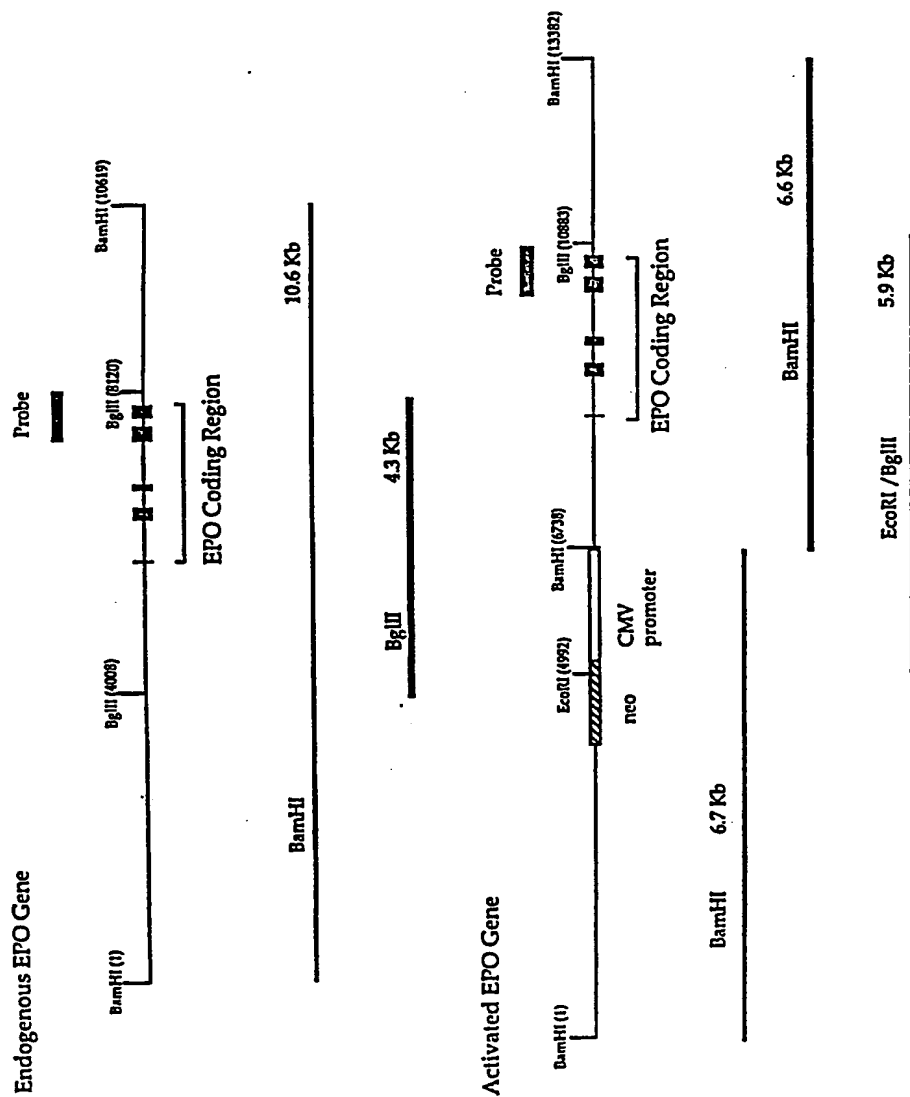 Endogenous EPO Gene
Probe
BamHI (1)
BglII (4008)
BglII (8120)
BamHI (10619)
EPO Coding Region
BamHI
10.6 Kb
BglII
4.3 Kb
Activated EPO Gene
Probe
BamHI (1)
EcoRI (4992)
BamHI (6738)
BglII (10883)
BamHI (13382)
neo
CMV
promoter
EPO Coding Region
BamHI
6.7 Kb
BamHI
6.6 Kb
EcoRI /BglII
5.9 Kb